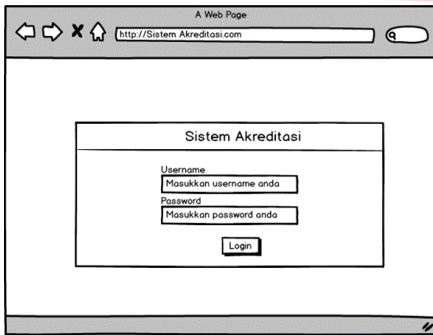 A Web Page
http://Sistem Akreditasi.com
Sistem Akreditasi
Username
Masukkan username anda
Password
Masukkan password anda
Login